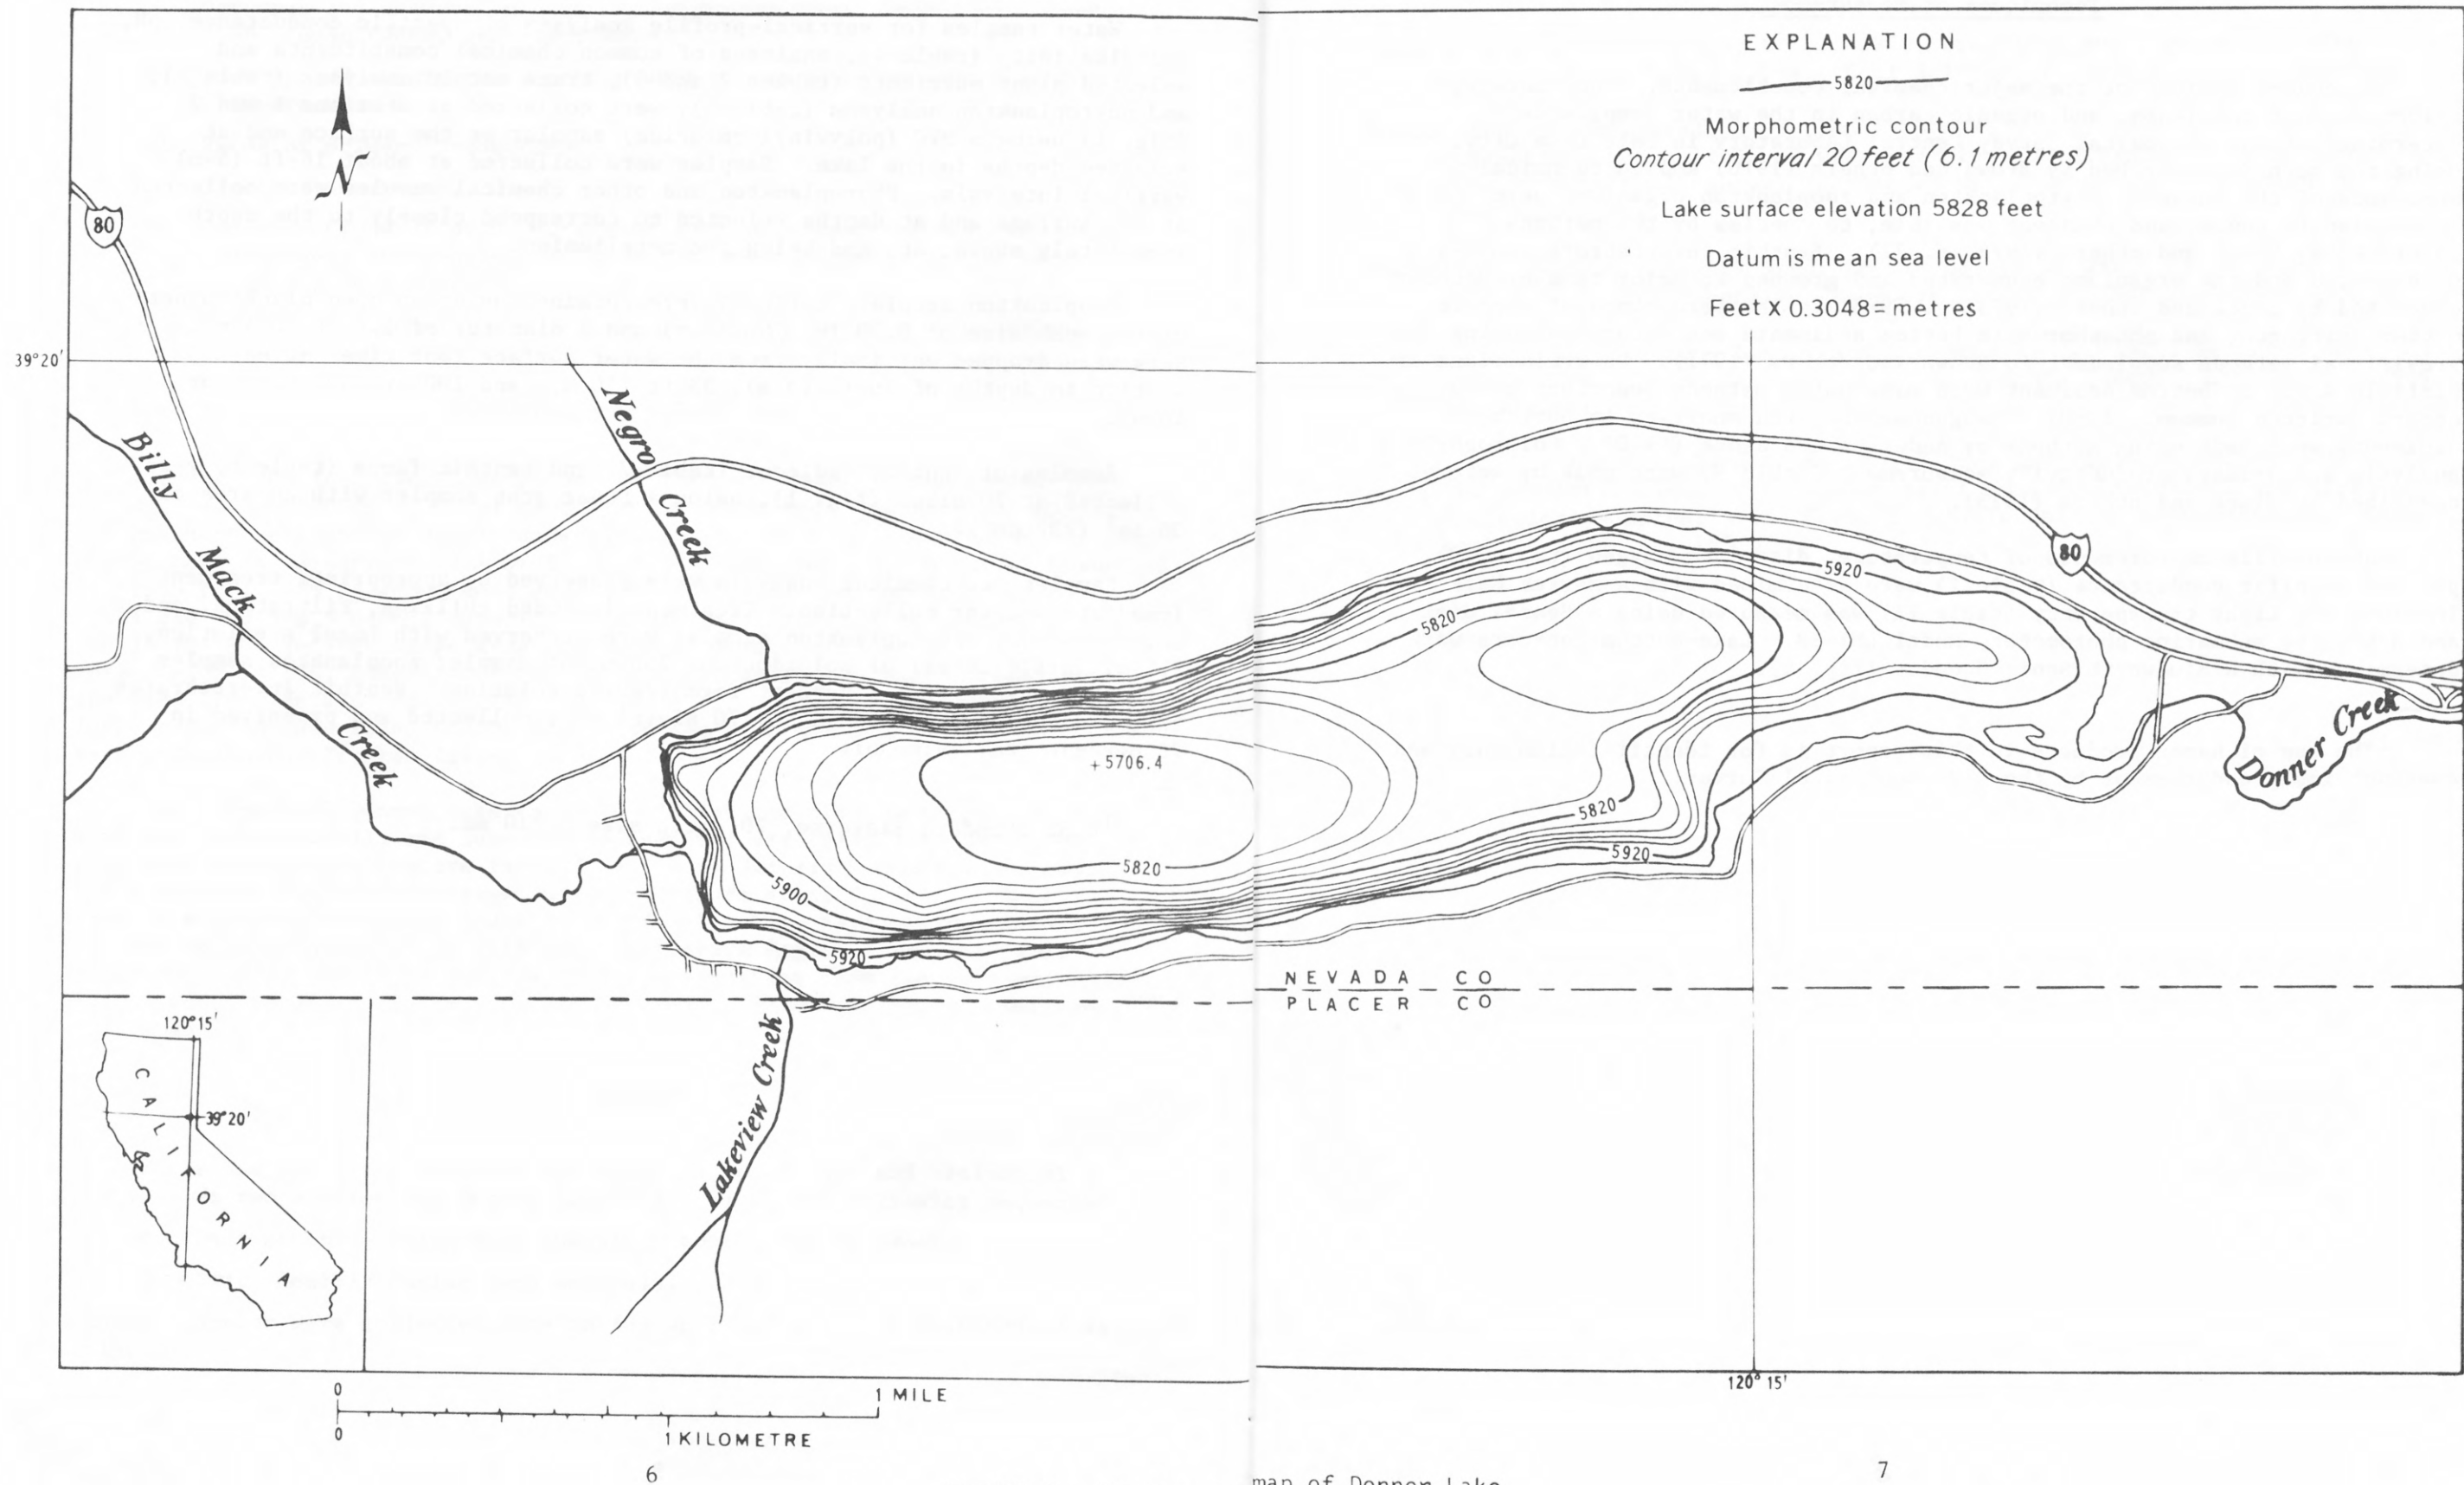 EXPLANATION
5820
Morphometric contour
Contour interval 20 feet (6.1 metres)
Lake surface elevation 5828 feet
Datum is mean sea level
Feet X 0.3048 = metres
80
39°20'
Negro Creek
Billy Mack Creek
80
5920
5820
Donner Creek
+ 5706.4
5820
5820
5920
5900
5920
NEVADA CO
PLACER CO
120°15'
CALIFORNIA
39°20'
Lakeview Creek
120° 15'
0 1 MILE
0 1 KILOMETRE
6
7
map of Donner Lake